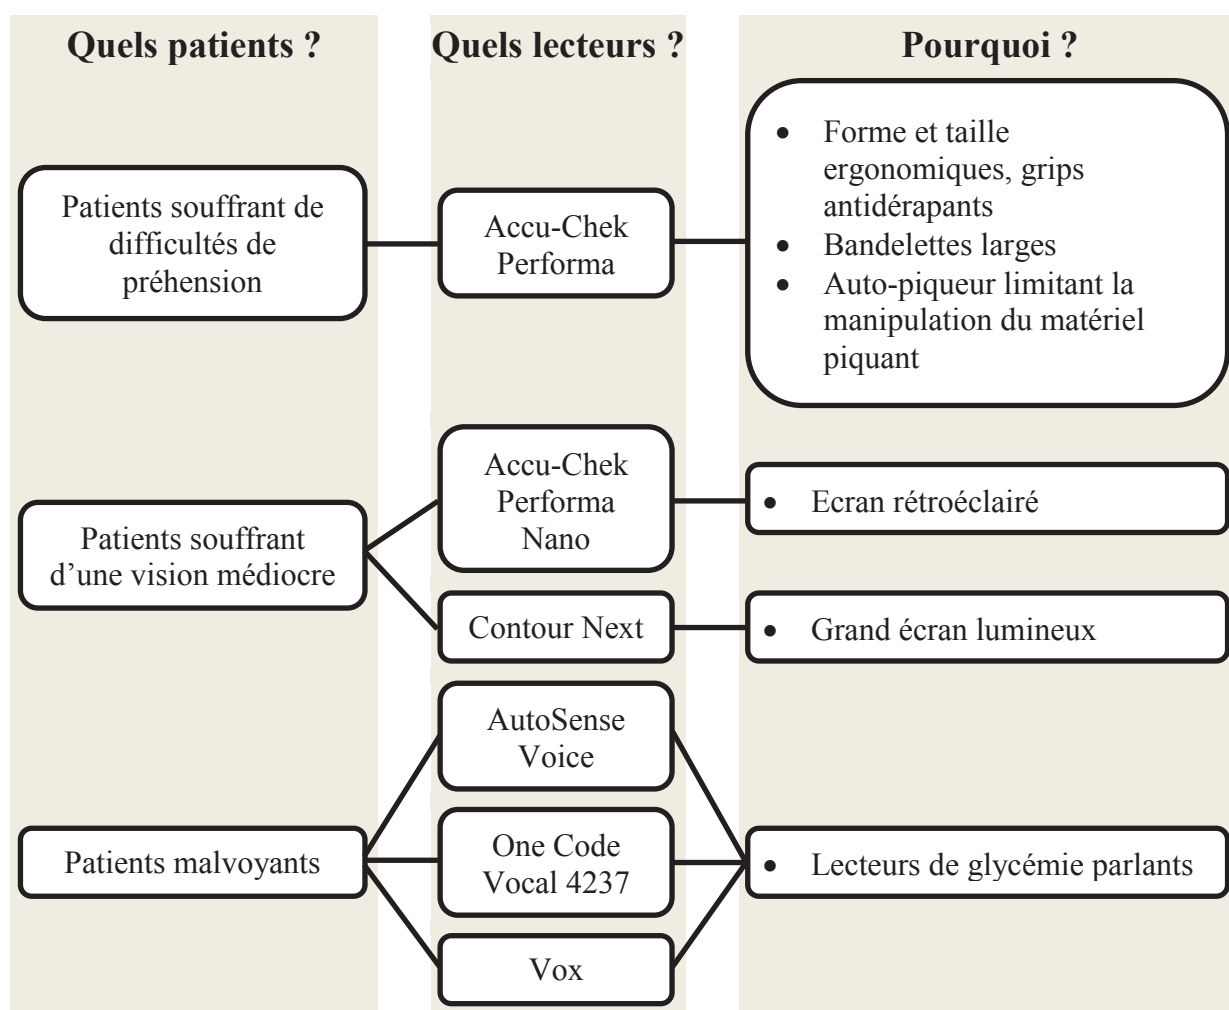 Quels patients ?
Quels lecteurs ?
Pourquoi ?
Patients souffrant de
difficultés de
préhension
Accu-Chek
Performa
• Forme et taille
ergonomiques, grips
antidérapants
• Bandelettes larges
• Auto-piqueur limitant la
manipulation du matériel
piquant
Patients souffrant
d’une vision médiocre
Accu-Chek
Performa
Nano
• Ecran rétroéclairé
Contour Next
• Grand écran lumineux
Patients malvoyants
AutoSense
Voice
One Code
Vocal 4237
Vox
• Lecteurs de glycémie parlants